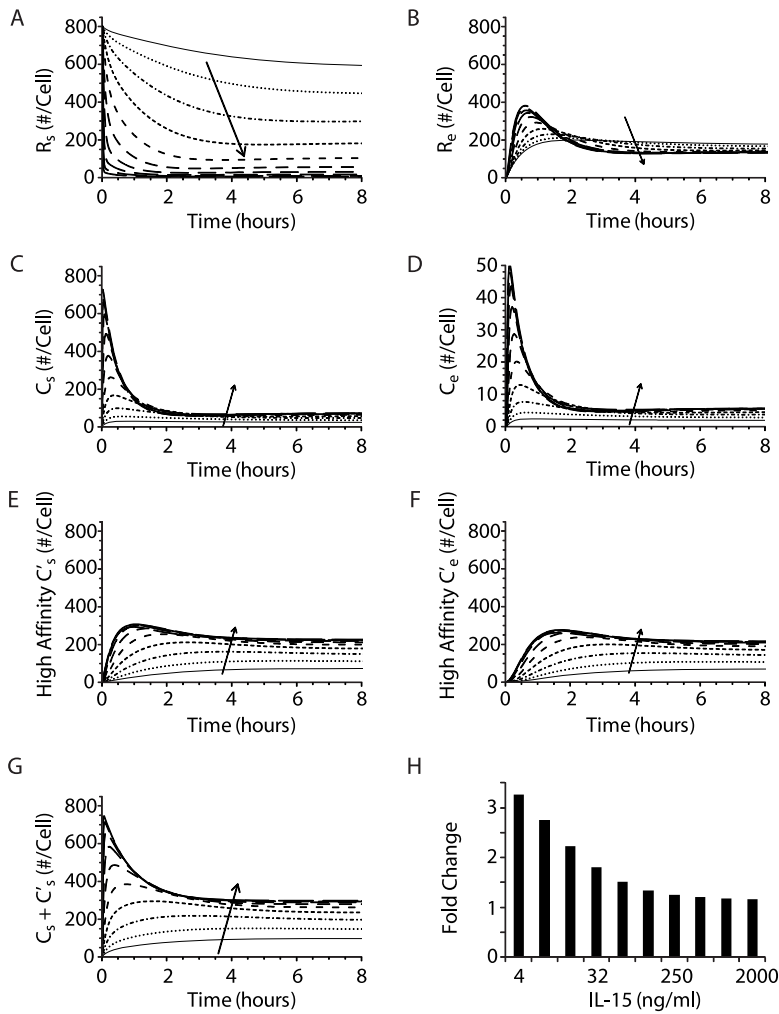 A
800
600
400
200
0
Rs (#/Cell)
0 2 4 6 8
Time (hours)
B
800
600
400
200
0
Re (#/Cell)
0 2 4 6 8
Time (hours)
C
800
600
400
200
0
Cs (#/Cell)
0 2 4 6 8
Time (hours)
D
50
40
30
20
10
0
Ce (#/Cell)
0 2 4 6 8
Time (hours)
E
800
600
400
200
0
High Affinity C's (#/Cell)
0 2 4 6 8
Time (hours)
F
800
600
400
200
0
High Affinity C'e (#/Cell)
0 2 4 6 8
Time (hours)
G
800
600
400
200
0
Cs + C's (#/Cell)
0 2 4 6 8
Time (hours)
H
3
2
1
0
Fold Change
4 32 250 2000
IL-15 (ng/ml)